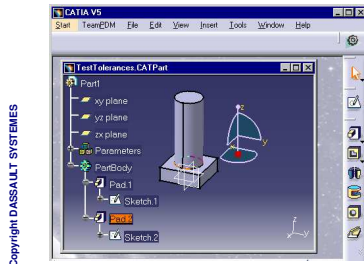 CATIA V5
Start TeamPDM File Edit View Insert Tools Window Help
TestTolerances.CATPart
Part1
xy plane
yz plane
zx plane
Parameters
PartBody
Pad.1
Sketch.1
Pad.2
Sketch.2
z
y
x
z
x y
Copyright DASSAULT SYSTEMES